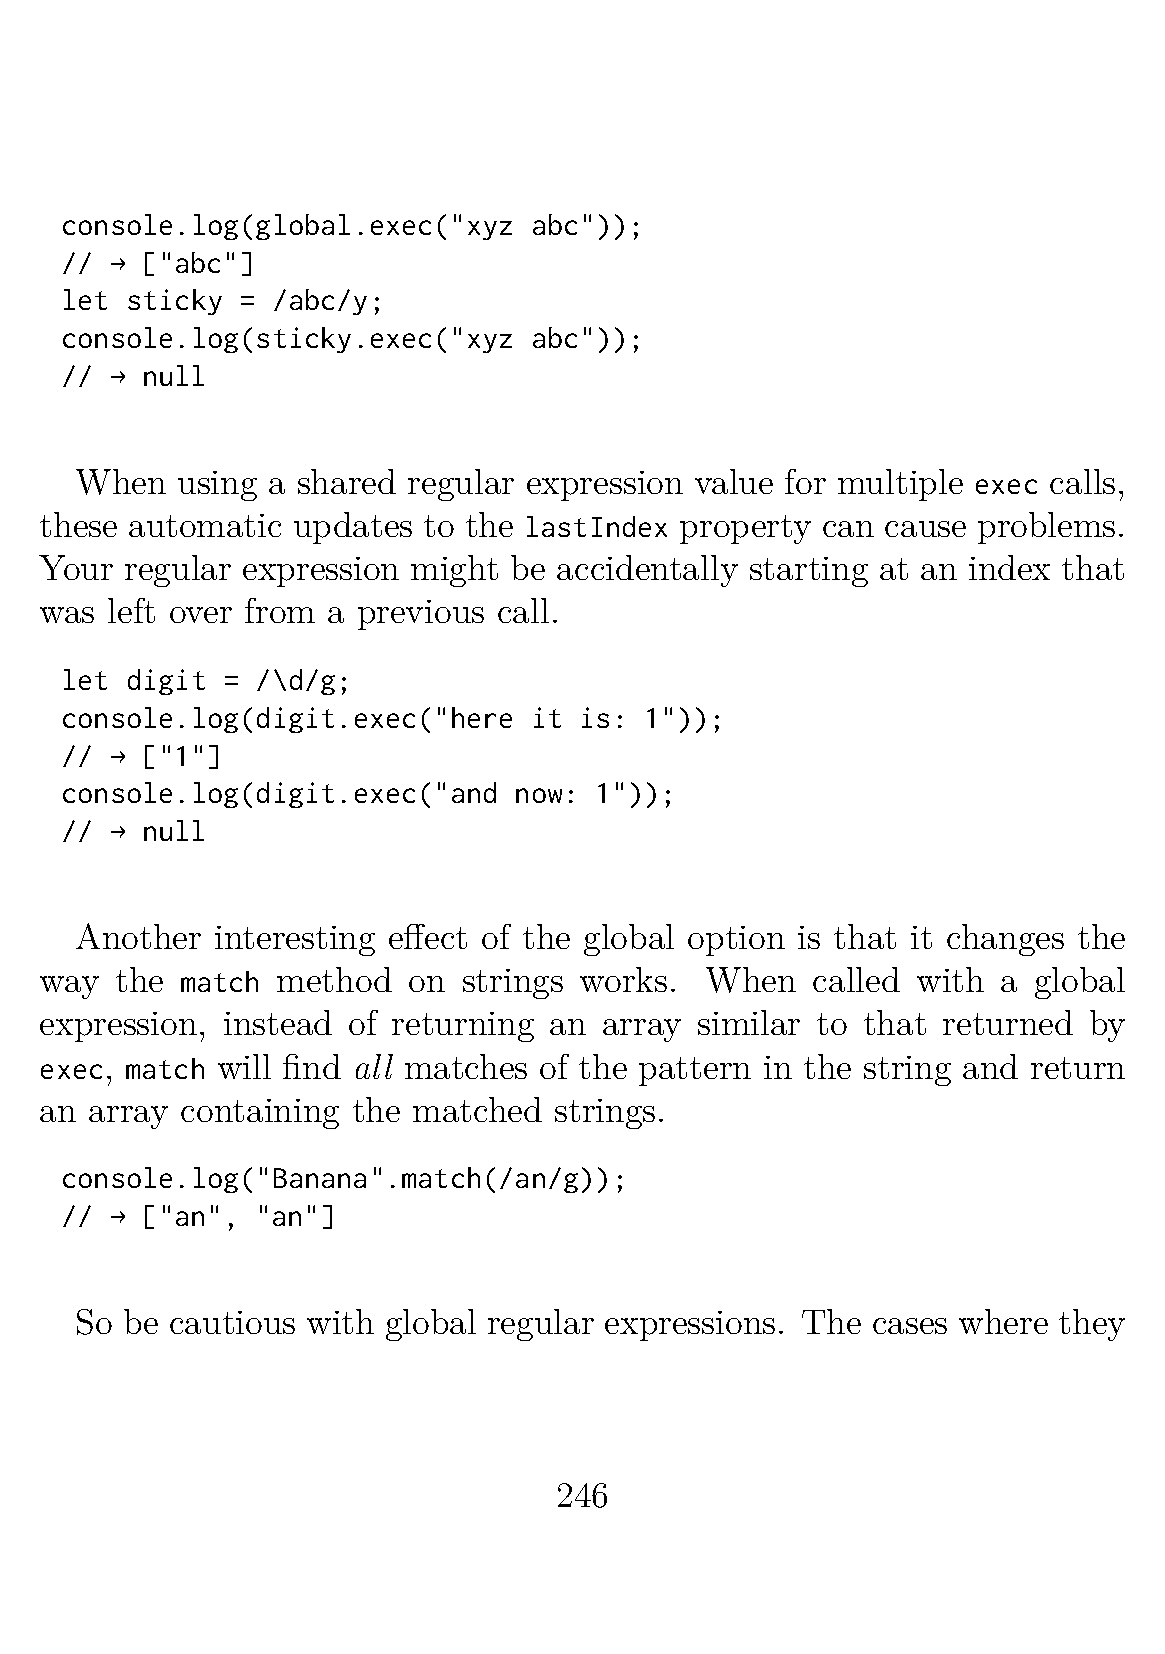 console.log(global.exec("xyz abc"));
// → ["abc"]
let sticky = /abc/y;
console.log(sticky.exec("xyz abc"));
// → null
When using a shared regular expression value for multiple exec calls,
these automatic updates to the lastIndex property can cause problems.
Your regular expression might be accidentally starting at an index that
was left over from a previous call.
let digit = /\d/g;
console.log(digit.exec("here it is: 1"));
// → ["1"]
console.log(digit.exec("and now: 1"));
// → null
Another interesting effect of the global option is that it changes the
way the match method on strings works. When called with a global
expression, instead of returning an array similar to that returned by
exec, match will find all matches of the pattern in the string and return
an array containing the matched strings.
console.log("Banana".match(/an/g));
// → ["an", "an"]
So be cautious with global regular expressions. The cases where they
246